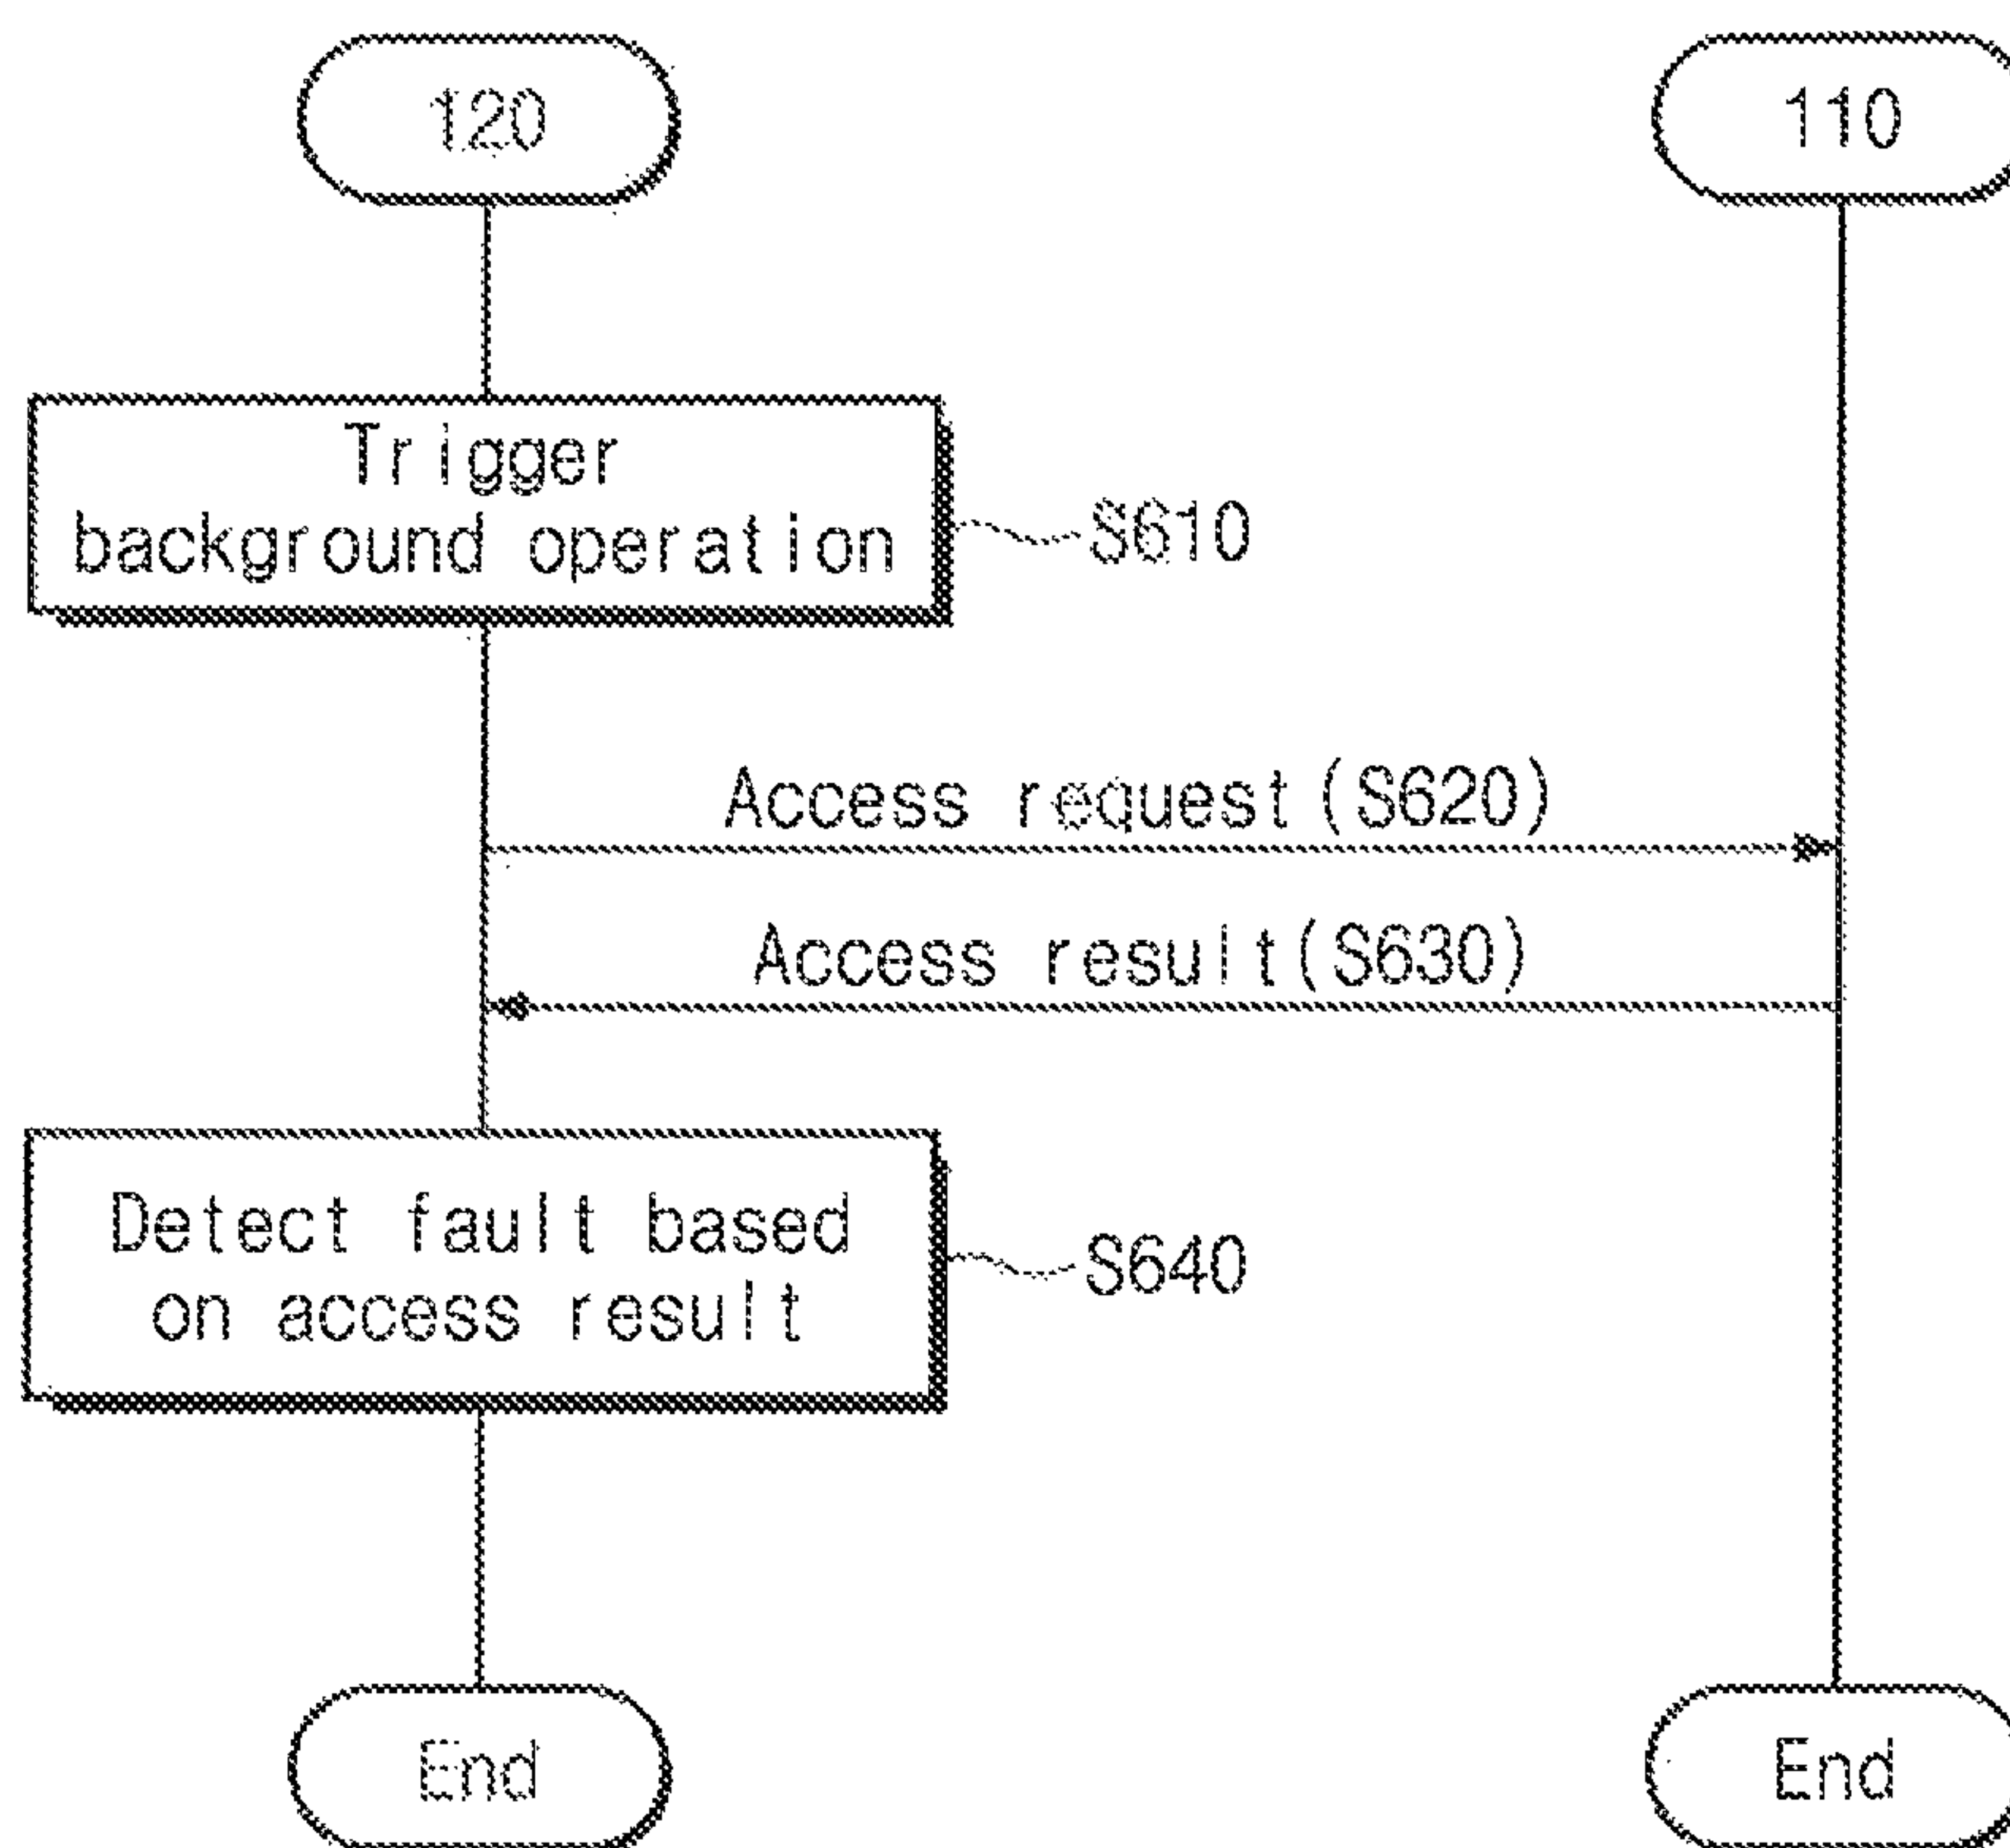 120
110
Trigger
background operation
S610
Access request(S620)
Access result(S630)
Detect fault based
on access result
S640
End
End